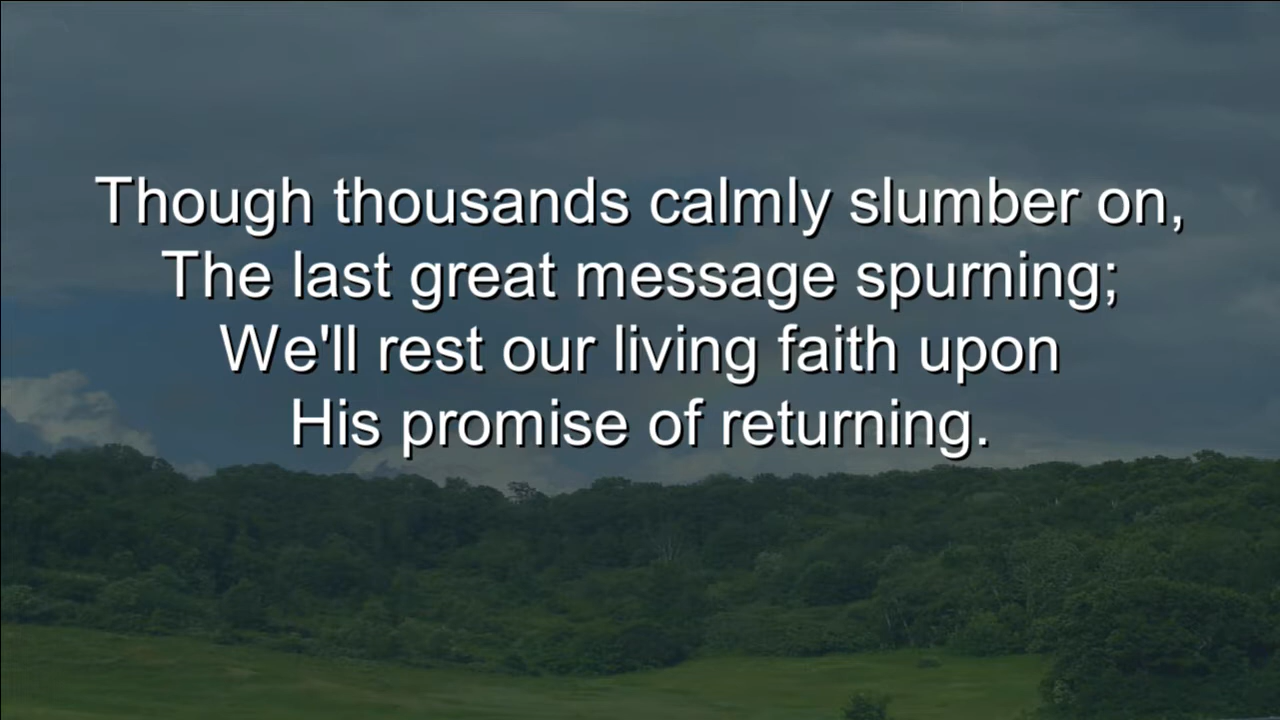 Though thousands calmly slumber on,
The last great message spurning;
We'll rest our living faith upon
His promise of returning.